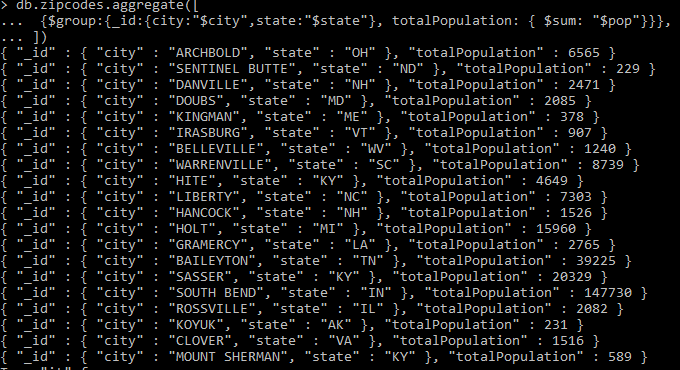 > db.zipcodes.aggregate([
... {$group:{_id:{city:"$city",state:"$state"}, totalPopulation: { $sum: "$pop"}}},
... ])
{ "_id" : { "city" : "ARCHBOLD", "state" : "OH" }, "totalPopulation" : 6565 }
{ "_id" : { "city" : "SENTINEL BUTTE", "state" : "ND" }, "totalPopulation" : 229 }
{ "_id" : { "city" : "DANVILLE", "state" : "NH" }, "totalPopulation" : 2471 }
{ "_id" : { "city" : "DOUBS", "state" : "MD" }, "totalPopulation" : 2085 }
{ "_id" : { "city" : "KINGMAN", "state" : "ME" }, "totalPopulation" : 378 }
{ "_id" : { "city" : "IRASBURG", "state" : "VT" }, "totalPopulation" : 907 }
{ "_id" : { "city" : "BELLEVILLE", "state" : "WV" }, "totalPopulation" : 1240 }
{ "_id" : { "city" : "WARRENVILLE", "state" : "SC" }, "totalPopulation" : 8739 }
{ "_id" : { "city" : "HITE", "state" : "KY" }, "totalPopulation" : 4649 }
{ "_id" : { "city" : "LIBERTY", "state" : "NC" }, "totalPopulation" : 7303 }
{ "_id" : { "city" : "HANCOCK", "state" : "NH" }, "totalPopulation" : 1526 }
{ "_id" : { "city" : "HOLT", "state" : "MI" }, "totalPopulation" : 15960 }
{ "_id" : { "city" : "GRAMERCY", "state" : "LA" }, "totalPopulation" : 2765 }
{ "_id" : { "city" : "BAILEYTON", "state" : "TN" }, "totalPopulation" : 39225 }
{ "_id" : { "city" : "SASSER", "state" : "KY" }, "totalPopulation" : 20329 }
{ "_id" : { "city" : "SOUTH BEND", "state" : "IN" }, "totalPopulation" : 147730 }
{ "_id" : { "city" : "ROSSVILLE", "state" : "IL" }, "totalPopulation" : 2082 }
{ "_id" : { "city" : "KOYUK", "state" : "AK" }, "totalPopulation" : 231 }
{ "_id" : { "city" : "CLOVER", "state" : "VA" }, "totalPopulation" : 1516 }
{ "_id" : { "city" : "MOUNT SHERMAN", "state" : "KY" }, "totalPopulation" : 589 }